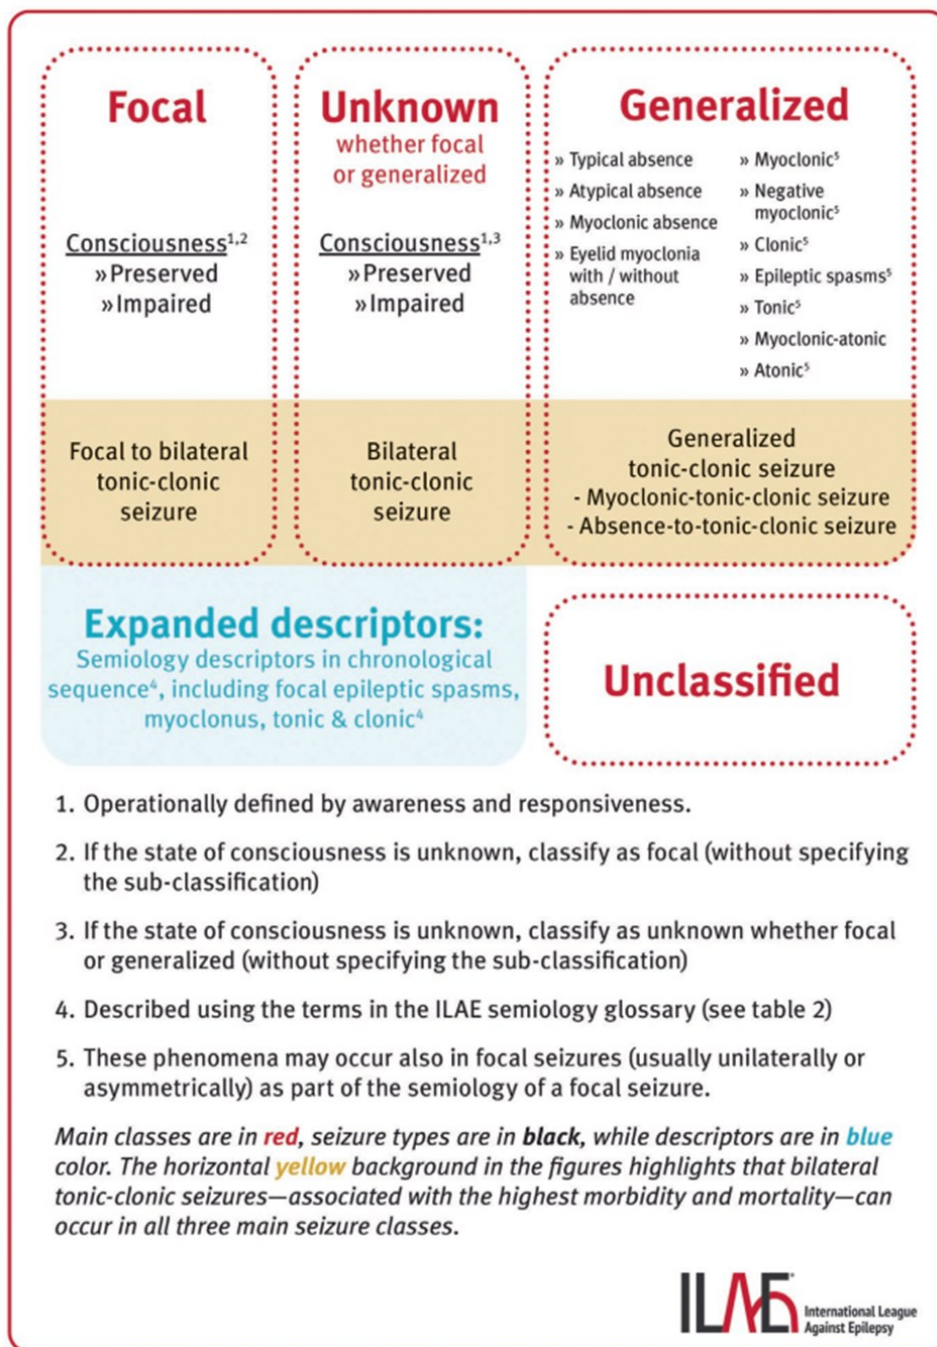 Focal
Consciousness¹,²
» Preserved
» Impaired
Focal to bilateral
tonic-clonic
seizure
Unknown
whether focal
or generalized
Consciousness¹,³
» Preserved
» Impaired
Bilateral
tonic-clonic
seizure
Generalized
» Typical absence
» Atypical absence
» Myoclonic absence
» Eyelid myoclonia
with / without
absence
» Myoclonic⁵
» Negative
myoclonic⁵
» Clonic⁵
» Epileptic spasms⁵
» Tonic⁵
» Myoclonic-atonic
» Atonic⁵
Generalized
tonic-clonic seizure
- Myoclonic-tonic-clonic seizure
- Absence-to-tonic-clonic seizure
Expanded descriptors:
Semiology descriptors in chronological
sequence⁴, including focal epileptic spasms,
myoclonus, tonic & clonic⁴
Unclassified
1. Operationally defined by awareness and responsiveness.
2. If the state of consciousness is unknown, classify as focal (without specifying
the sub-classification)
3. If the state of consciousness is unknown, classify as unknown whether focal
or generalized (without specifying the sub-classification)
4. Described using the terms in the ILAE semiology glossary (see table 2)
5. These phenomena may occur also in focal seizures (usually unilaterally or
asymmetrically) as part of the semiology of a focal seizure.
Main classes are in red, seizure types are in black, while descriptors are in blue
color. The horizontal yellow background in the figures highlights that bilateral
tonic-clonic seizures—associated with the highest morbidity and mortality—can
occur in all three main seizure classes.
ILAE
International League
Against Epilepsy